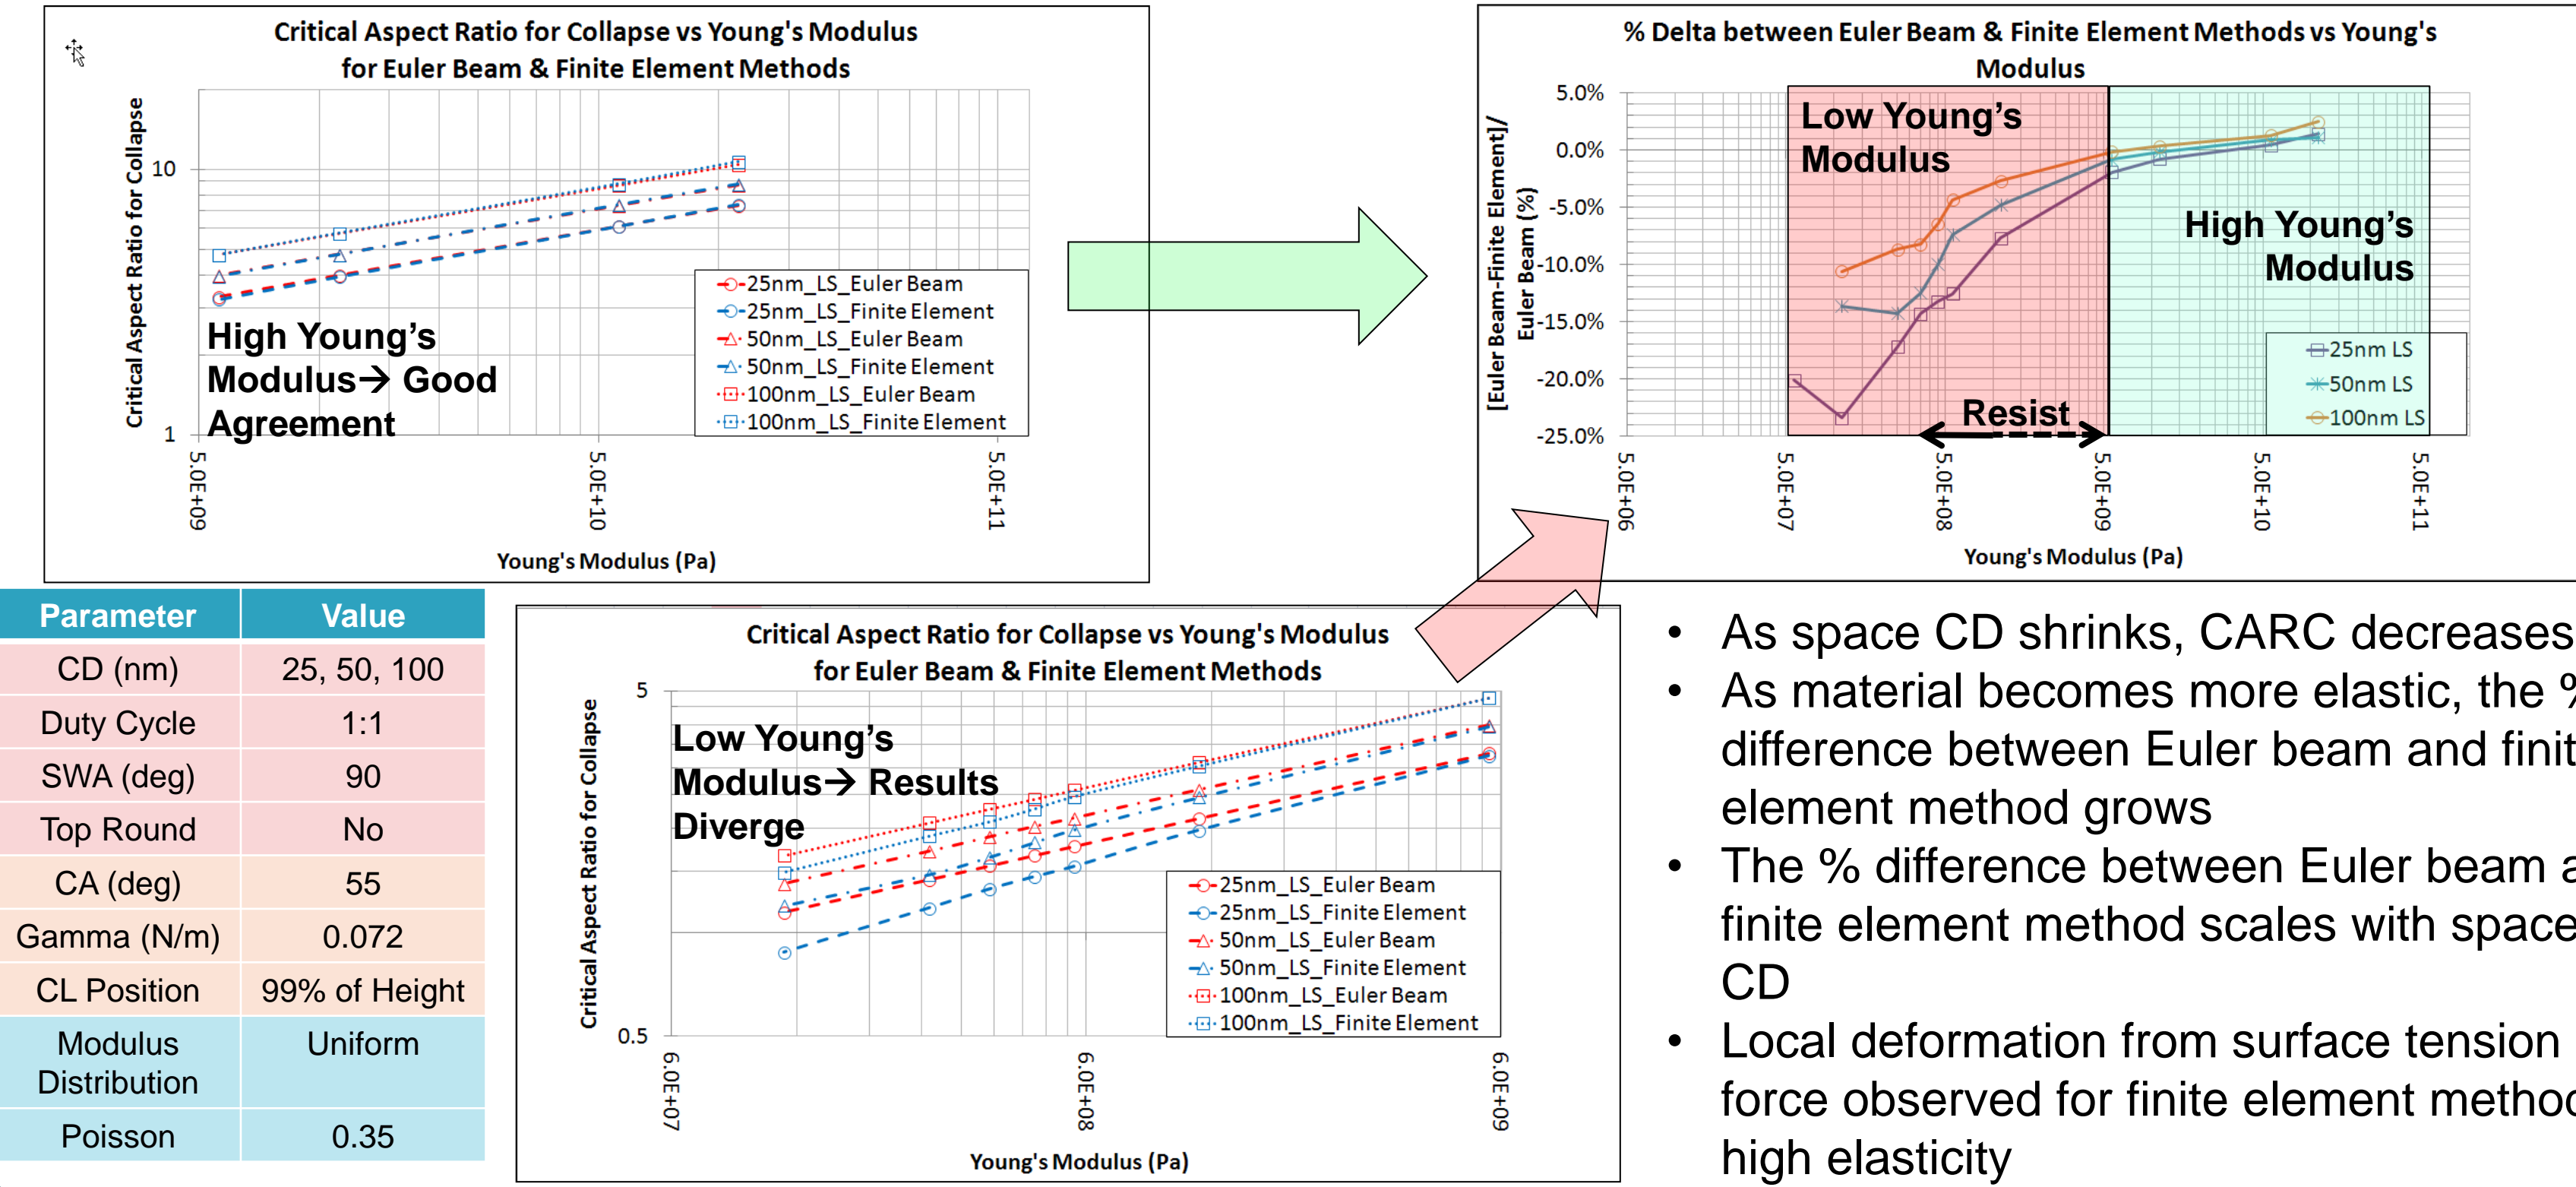 Critical Aspect Ratio for Collapse vs Young's Modulus
for Euler Beam & Finite Element Methods
Critical Aspect Ratio for Collapse
10
1
High Young's
Modulus→ Good
Agreement
25nm_LS_Euler Beam
25nm_LS_Finite Element
50nm_LS_Euler Beam
50nm_LS_Finite Element
100nm_LS_Euler Beam
100nm_LS_Finite Element
5.0E+09
5.0E+10
5.0E+11
Young's Modulus (Pa)
% Delta between Euler Beam & Finite Element Methods vs Young's
Modulus
[Euler Beam-Finite Element]/
Euler Beam (%)
5.0%
0.0%
-5.0%
-10.0%
-15.0%
-20.0%
-25.0%
Low Young's
Modulus
High Young's
Modulus
Resist
25nm LS
50nm LS
100nm LS
5.0E+06
5.0E+07
5.0E+08
5.0E+09
5.0E+10
5.0E+11
Young's Modulus (Pa)
Parameter Value
CD (nm) 25, 50, 100
Duty Cycle 1:1
SWA (deg) 90
Top Round No
CA (deg) 55
Gamma (N/m) 0.072
CL Position 99% of Height
Modulus Uniform
Distribution
Poisson 0.35
Critical Aspect Ratio for Collapse vs Young's Modulus
for Euler Beam & Finite Element Methods
Critical Aspect Ratio for Collapse
5
0.5
Low Young's
Modulus→ Results
Diverge
25nm_LS_Euler Beam
25nm_LS_Finite Element
50nm_LS_Euler Beam
50nm_LS_Finite Element
100nm_LS_Euler Beam
100nm_LS_Finite Element
6.0E+07
6.0E+08
6.0E+09
Young's Modulus (Pa)
• As space CD shrinks, CARC decreases
• As material becomes more elastic, the %
difference between Euler beam and finit
element method grows
• The % difference between Euler beam a
finite element method scales with space
CD
• Local deformation from surface tension
force observed for finite element method
high elasticity